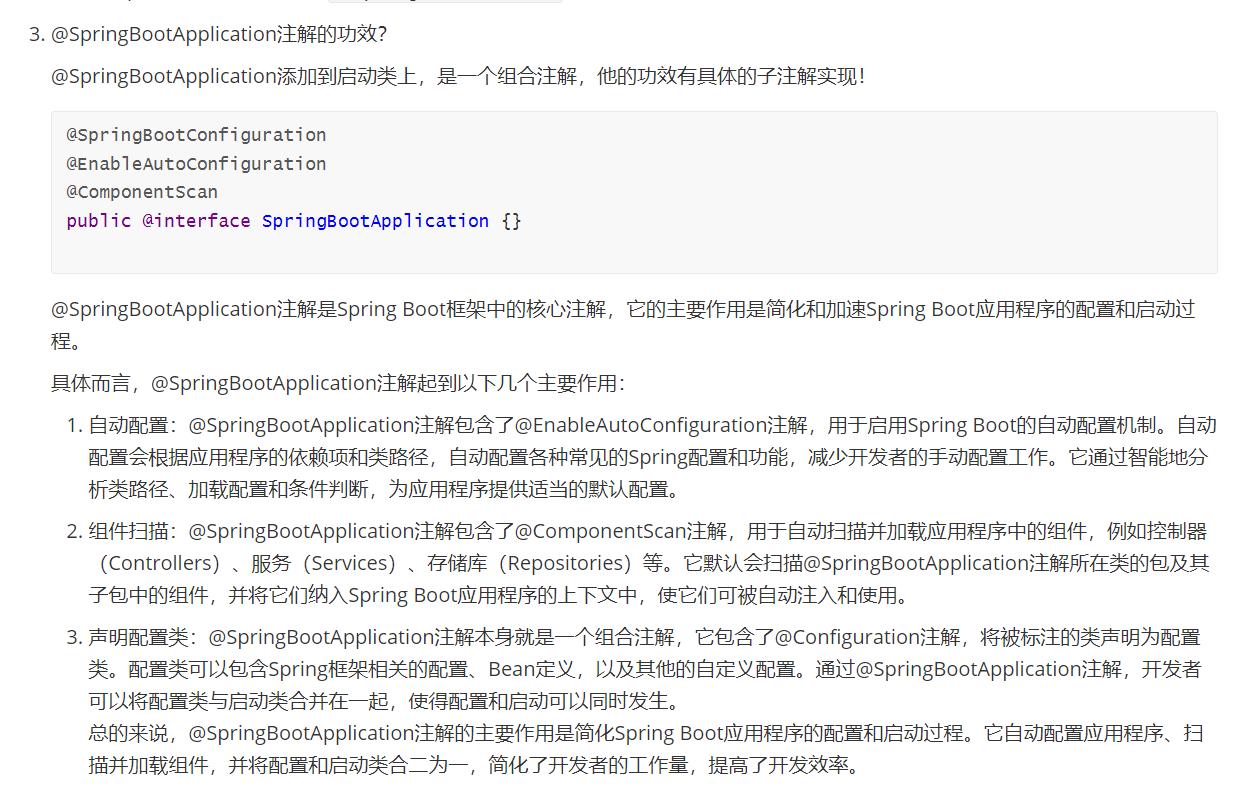 3. @SpringBootApplication注解的功效？
@SpringBootApplication添加到启动类上，是一个组合注解，他的功效有具体的子注解实现！
@SpringBootConfiguration
@EnableAutoConfiguration
@ComponentScan
public @interface SpringBootApplication {}
@SpringBootApplication注解是Spring Boot框架中的核心注解，它的主要作用是简化和加速Spring Boot应用程序的配置和启动过
程。
具体而言，@SpringBootApplication注解起到以下几个主要作用：
1. 自动配置：@SpringBootApplication注解包含了@EnableAutoConfiguration注解，用于启用Spring Boot的自动配置机制。自动
配置会根据应用程序的依赖项和类路径，自动配置各种常见的Spring配置和功能，减少开发者的手动配置工作。它通过智能地分
析类路径、加载配置和条件判断，为应用程序提供适当的默认配置。
2. 组件扫描：@SpringBootApplication注解包含了@ComponentScan注解，用于自动扫描并加载应用程序中的组件，例如控制器
（Controllers）、服务（Services）、存储库（Repositories）等。它默认会扫描@SpringBootApplication注解所在类的包及其
子包中的组件，并将它们纳入Spring Boot应用程序的上下文中，使它们可被自动注入和使用。
3. 声明配置类：@SpringBootApplication注解本身就是一个组合注解，它包含了@Configuration注解，将被标注的类声明为配置
类。配置类可以包含Spring框架相关的配置、Bean定义，以及其他的自定义配置。通过@SpringBootApplication注解，开发者
可以将配置类与启动类合并在一起，使得配置和启动可以同时发生。
总的来说，@SpringBootApplication注解的主要作用是简化Spring Boot应用程序的配置和启动过程。它自动配置应用程序、扫
描并加载组件，并将配置和启动类合二为一，简化了开发者的工作量，提高了开发效率。